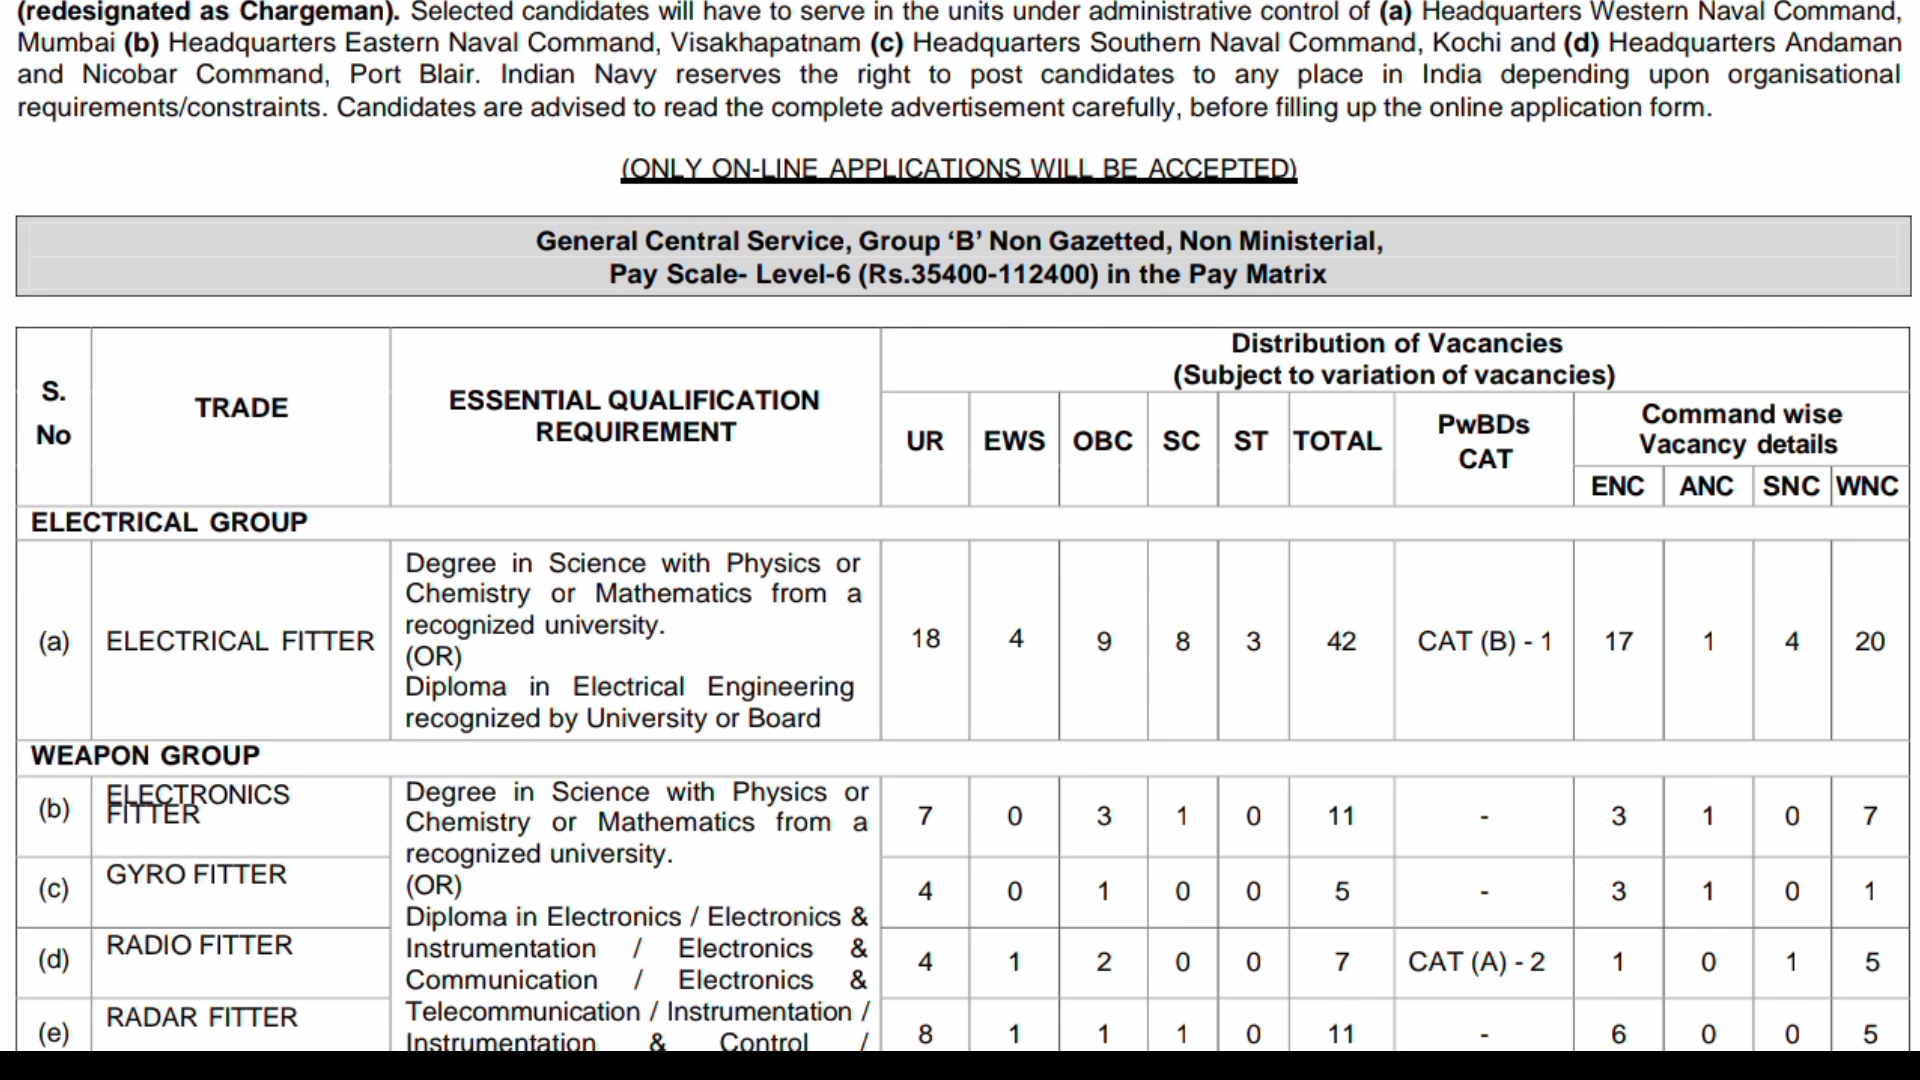 (redesignated as Chargeman). Selected candidates will have to serve in the units under administrative control of (a) Headquarters Western Naval Command,
Mumbai (b) Headquarters Eastern Naval Command, Visakhapatnam (c) Headquarters Southern Naval Command, Kochi and (d) Headquarters Andaman
and Nicobar Command, Port Blair. Indian Navy reserves the right to post candidates to any place in India depending upon organisational
requirements/constraints. Candidates are advised to read the complete advertisement carefully, before filling up the online application form.
(ONLY ON-LINE APPLICATIONS WILL BE ACCEPTED)
General Central Service, Group ‘B’ Non Gazetted, Non Ministerial,
Pay Scale- Level-6 (Rs.35400-112400) in the Pay Matrix
S.
No
TRADE
ESSENTIAL QUALIFICATION
REQUIREMENT
Distribution of Vacancies
(Subject to variation of vacancies)
UR EWS OBC SC ST TOTAL
PwBDs
CAT
Command wise
Vacancy details
ENC ANC SNC WNC
ELECTRICAL GROUP
(a) ELECTRICAL FITTER
Degree in Science with Physics or
Chemistry or Mathematics from a
recognized university.
(OR)
Diploma in Electrical Engineering
recognized by University or Board
18 4 9 8 3 42 CAT (B) - 1 17 1 4 20
WEAPON GROUP
(b) ELECTRONICS
FITTER
Degree in Science with Physics or
Chemistry or Mathematics from a
recognized university.
(OR)
Diploma in Electronics / Electronics &
Instrumentation / Electronics &
Communication / Electronics &
Telecommunication / Instrumentation /
Instrumentation & Control /
7 0 3 1 0 11 - 3 1 0 7
(c) GYRO FITTER
4 0 1 0 0 5 - 3 1 0 1
(d) RADIO FITTER
4 1 2 0 0 7 CAT (A) - 2 1 0 1 5
(e) RADAR FITTER
8 1 1 1 0 11 - 6 0 0 5